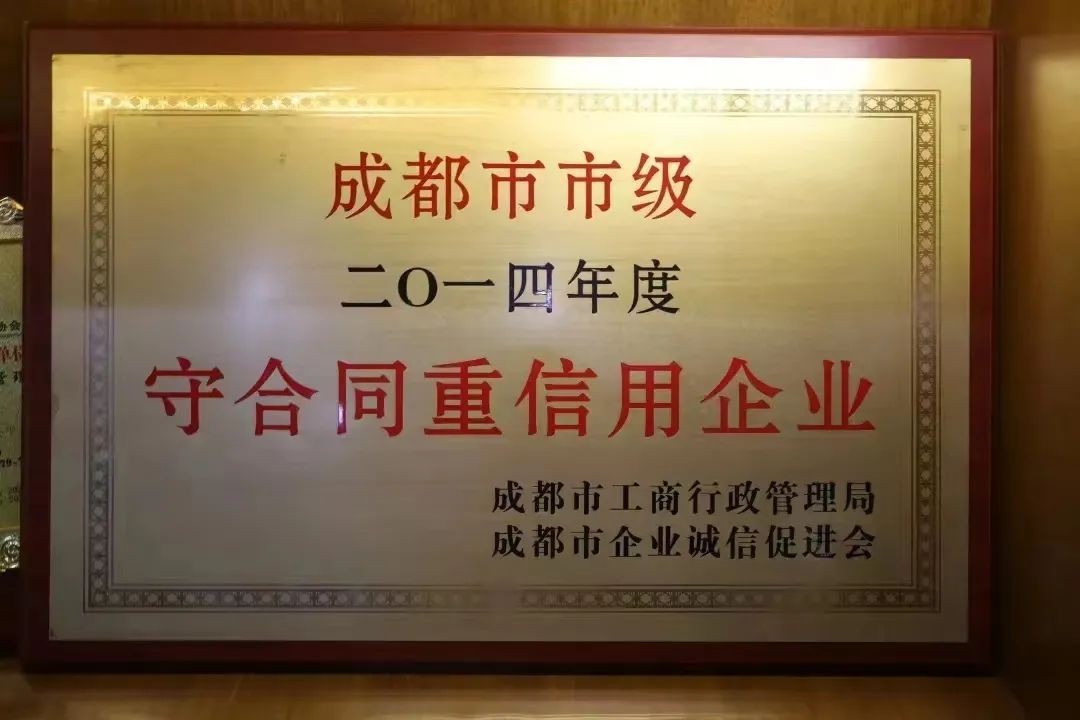 成都市市级
二〇一四年度
守合同重信用企业
成都市工商行政管理局
成都市企业诚信促进会